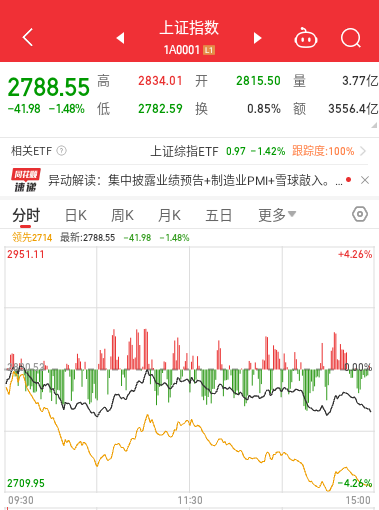 上证指数
1A0001 L1
2788.55 高 2834.01 开 2815.50 量 3.77亿
-41.98 -1.48% 低 2782.59 换 0.85% 额 3556.4亿
相关ETF ? 上证综指ETF 0.97 -1.42% 跟踪度:100%
同花顺
速递 异动解读：集中披露业绩预告+制造业PMI+雪球敲入。...
分时 日K 周K 月K 五日 更多
领先2714 最新:2788.55 -41.98 -1.48%
2951.11 +4.26%
2830.53 0.00%
2709.95 -4.26%
09:30 11:30 15:00